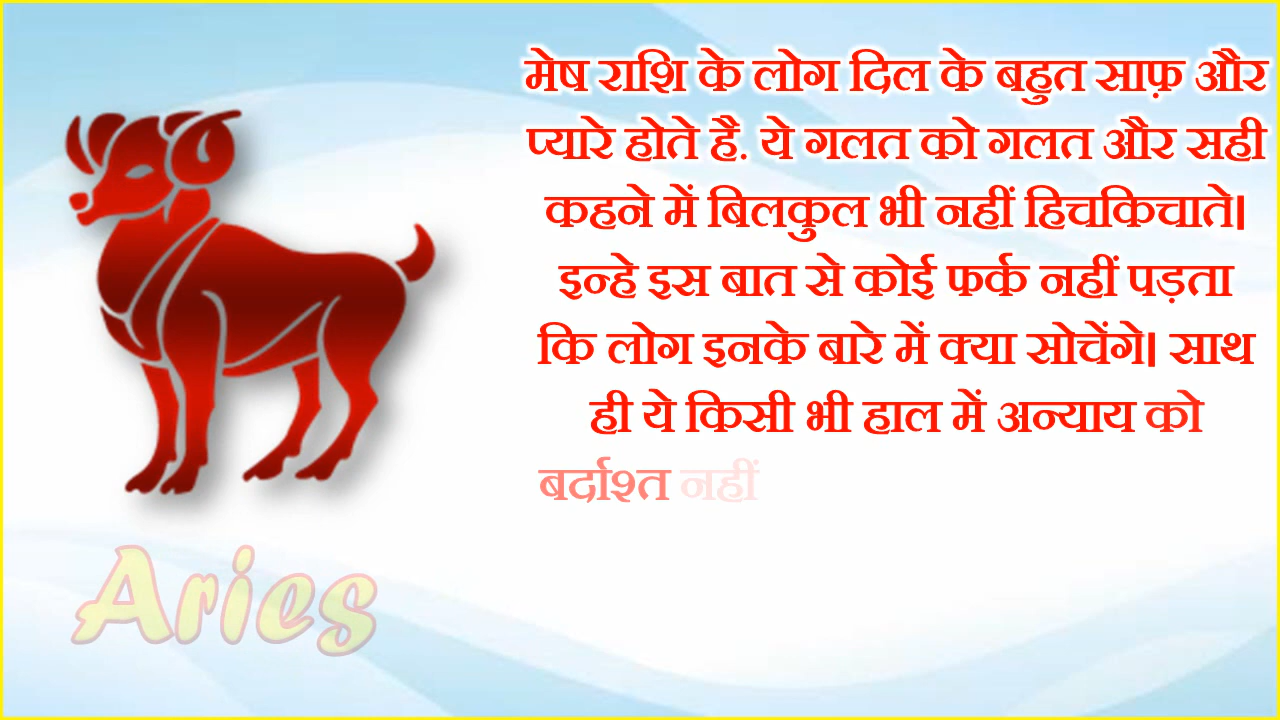 मेष राशि के लोग दिल के बहुत साफ़ और
प्यारे होते हैं. ये गलत को गलत और सही
कहने में बिलकुल भी नहीं हिचकिचाते।
इन्हे इस बात से कोई फर्क नहीं पड़ता
कि लोग इनके बारे में क्या सोचेंगे। साथ
ही ये किसी भी हाल में अन्याय को
बर्दाश्त नहीं
Aries